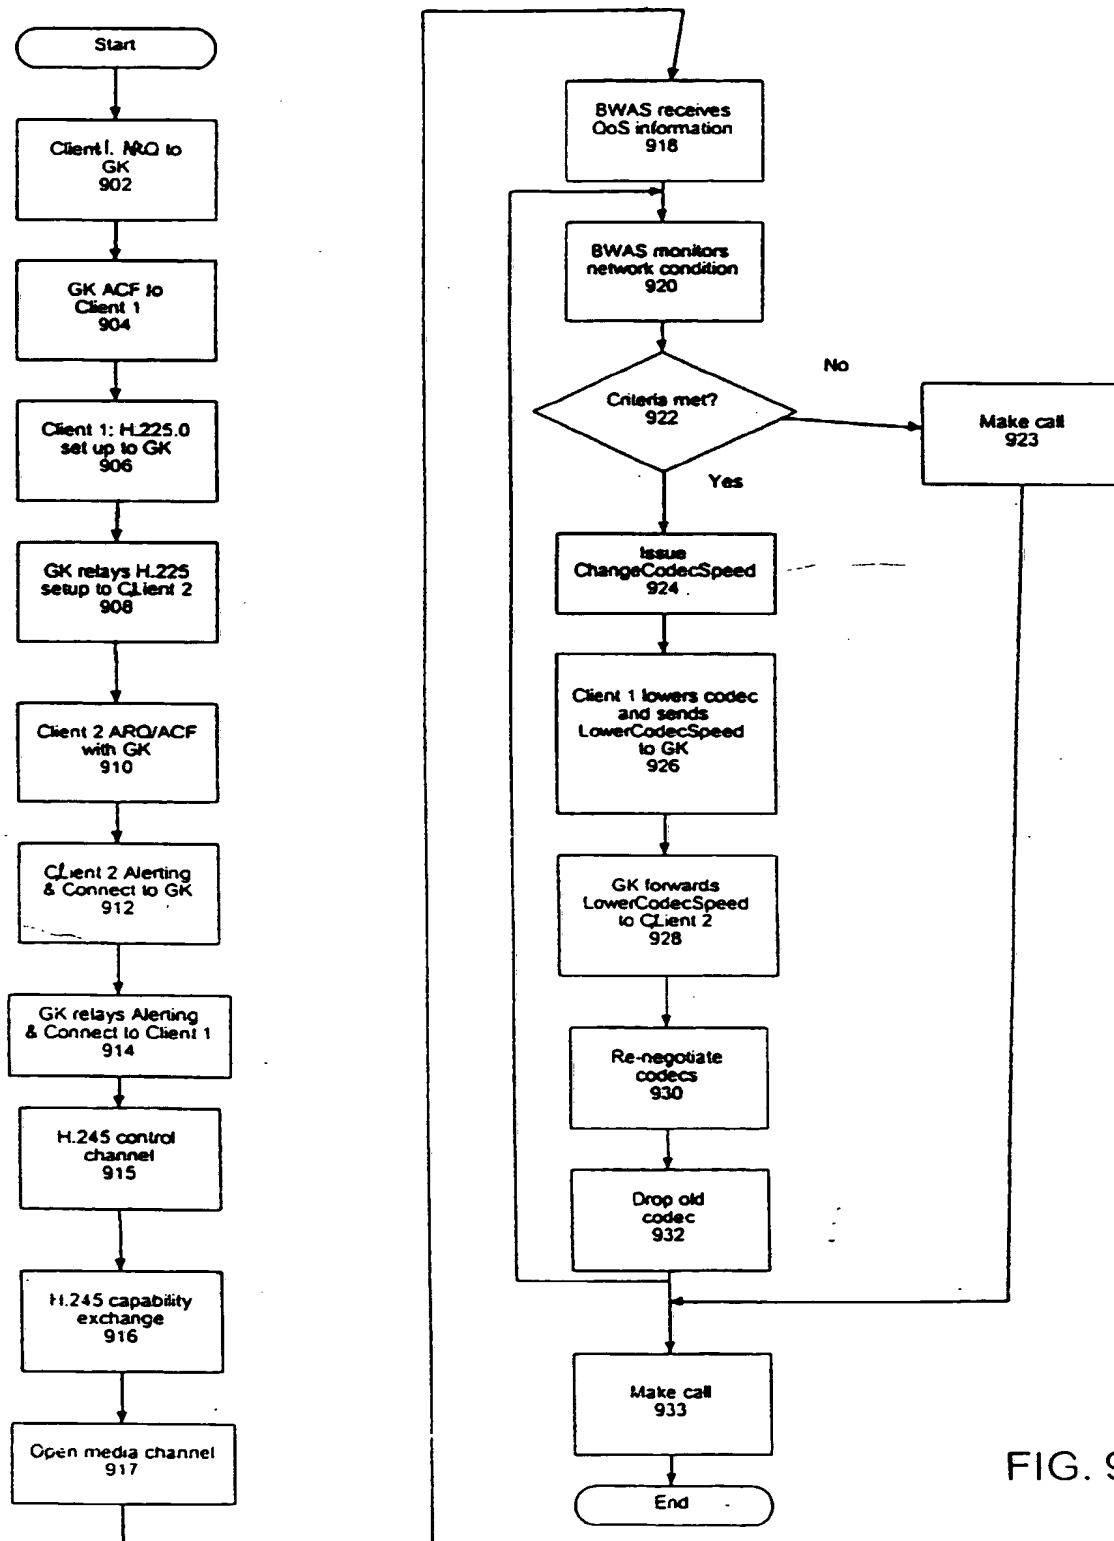 Start
Client 1. ARQ to
GK
902
GK ACF to
Client 1
904
Client 1: H.225.0
set up to GK
906
GK relays H.225
setup to CLient 2
908
Client 2 ARQ/ACF
with GK
910
CLient 2 Alerting
& Connect to GK
912
GK relays Alerting
& Connect to Client 1
914
H.245 control
channel
915
H.245 capability
exchange
916
Open media channel
917
BWAS receives
QoS information
918
BWAS monitors
network condition
920
Criteria met?
922
No
Make call
923
Yes
Issue
ChangeCodecSpeed
924
Client 1 lowers codec
and sends
LowerCodecSpeed
to GK
926
GK forwards
LowerCodecSpeed
to CLient 2
928
Re-negotiate
codecs
930
Drop old
codec
932
Make call
933
End
FIG. 9